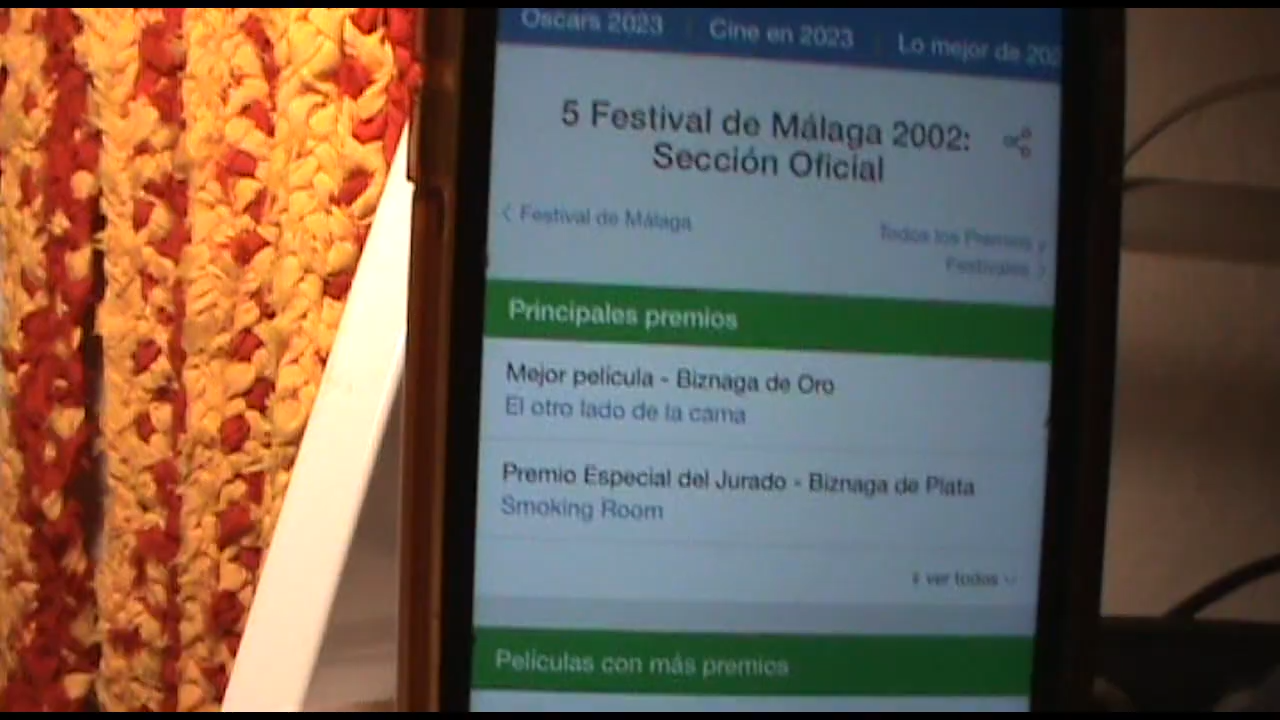 Oscars 2023 Cine en 2023 Lo mejor de 202
5 Festival de Málaga 2002:
Sección Oficial
Festival de Málaga
Todos los Premios y
Festivales
Principales premios
Mejor película - Biznaga de Oro
El otro lado de la cama
Premio Especial del Jurado - Biznaga de Plata
Smoking Room
ver todos
Películas con más premios